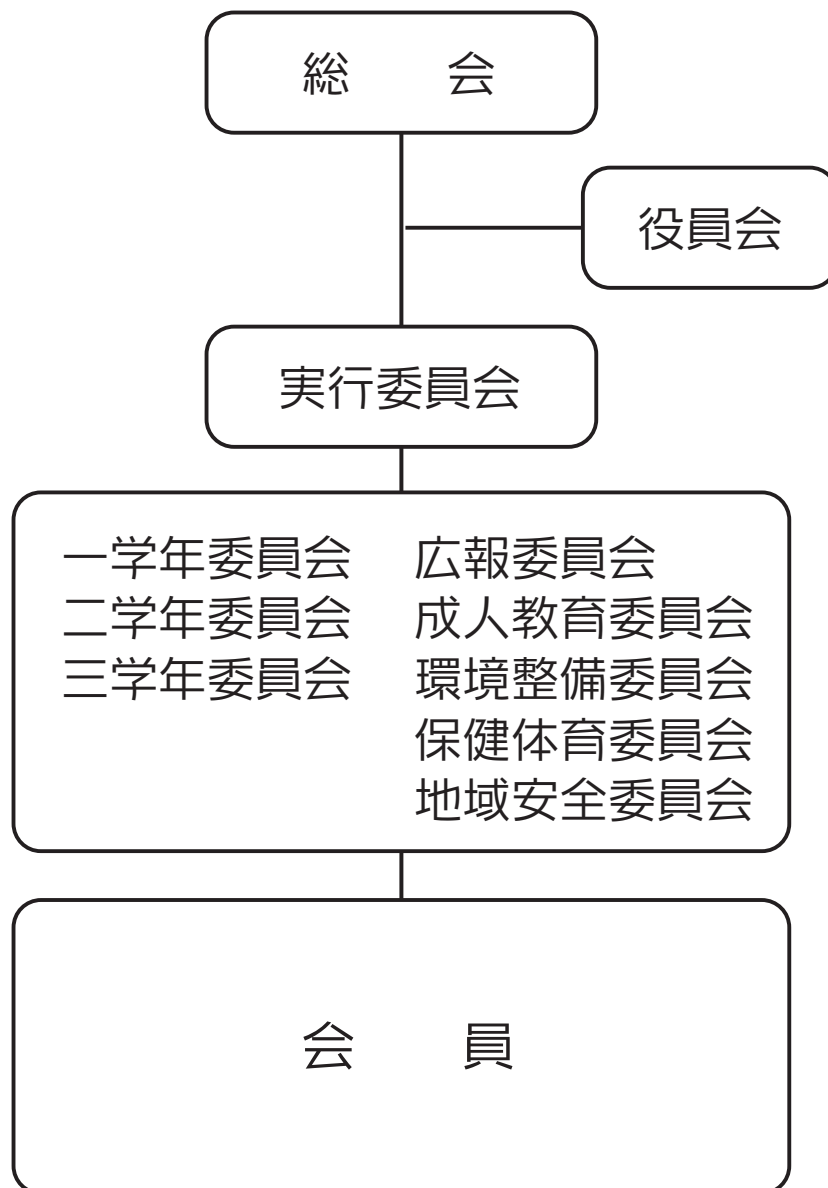 総　会
役員会
実行委員会
一学年委員会
二学年委員会
三学年委員会
広報委員会
成人教育委員会
環境整備委員会
保健体育委員会
地域安全委員会
会　員